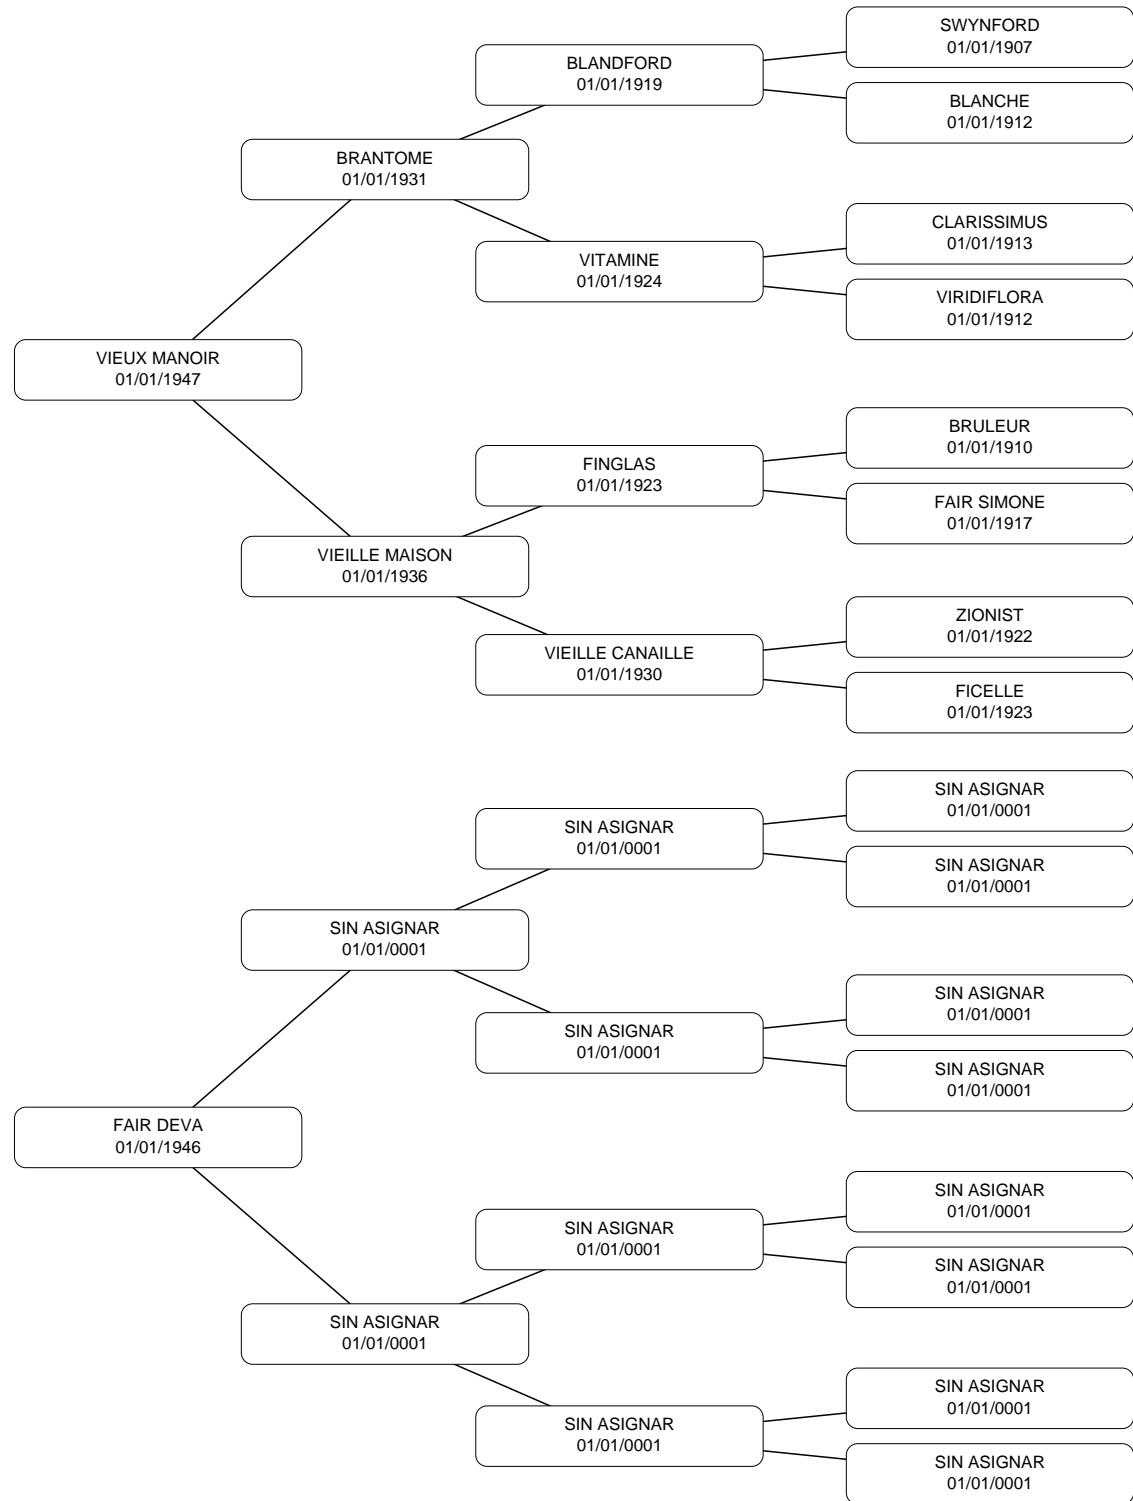 SWYNFORD
01/01/1907
BLANDFORD
01/01/1919
BLANCHE
01/01/1912
BRANTOME
01/01/1931
CLARISSIMUS
01/01/1913
VITAMINE
01/01/1924
VIRIDIFLORA
01/01/1912
VIEUX MANOIR
01/01/1947
BRULEUR
01/01/1910
FINGLAS
01/01/1923
FAIR SIMONE
01/01/1917
VIEILLE MAISON
01/01/1936
ZIONIST
01/01/1922
VIEILLE CANAILLE
01/01/1930
FICELLE
01/01/1923
SIN ASIGNAR
01/01/0001
SIN ASIGNAR
01/01/0001
SIN ASIGNAR
01/01/0001
SIN ASIGNAR
01/01/0001
SIN ASIGNAR
01/01/0001
SIN ASIGNAR
01/01/0001
SIN ASIGNAR
01/01/0001
FAIR DEVA
01/01/1946
SIN ASIGNAR
01/01/0001
SIN ASIGNAR
01/01/0001
SIN ASIGNAR
01/01/0001
SIN ASIGNAR
01/01/0001
SIN ASIGNAR
01/01/0001
SIN ASIGNAR
01/01/0001
SIN ASIGNAR
01/01/0001